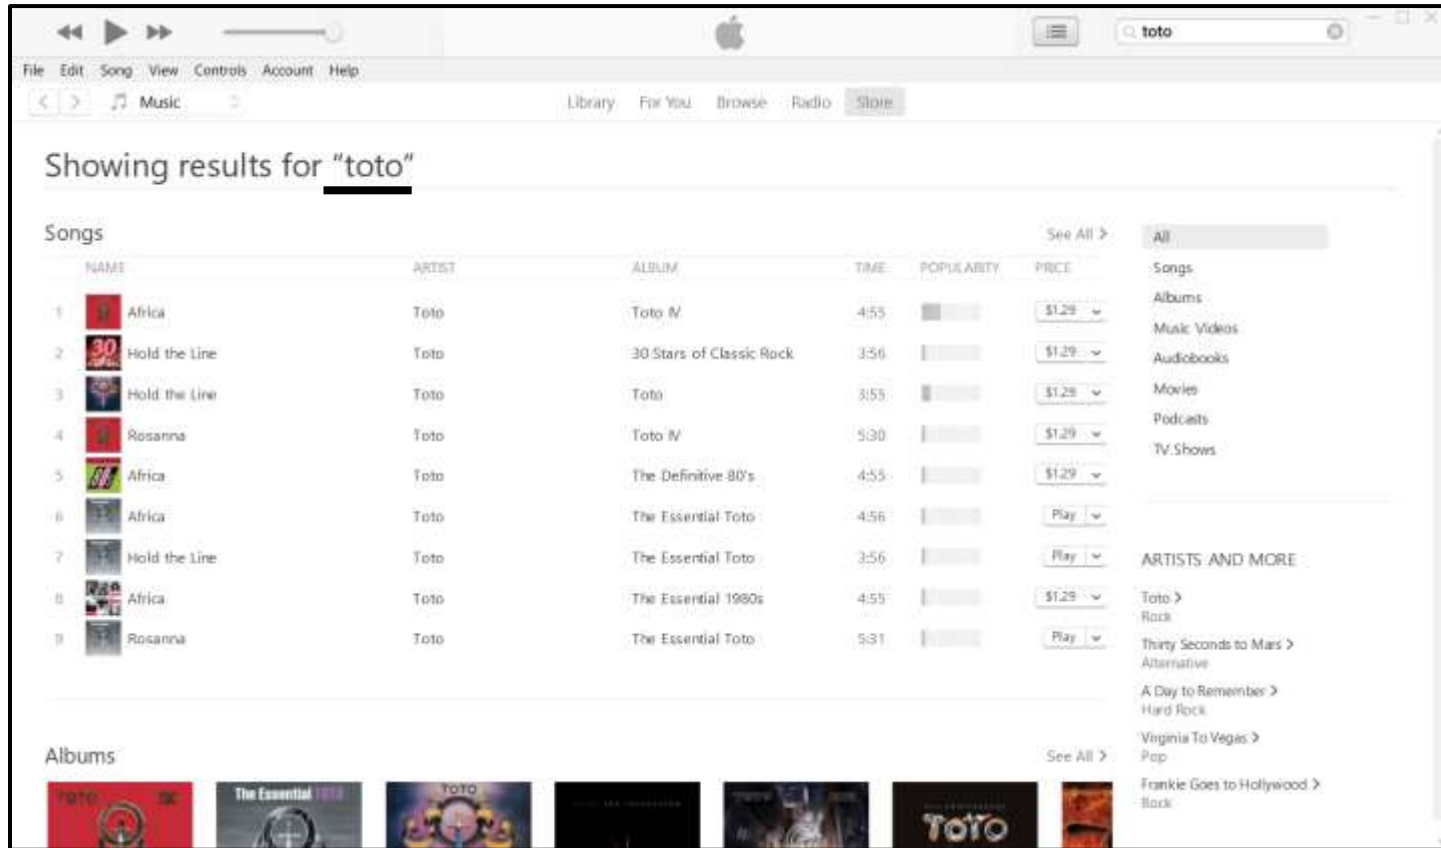 toto
File Edit Song View Controls Account Help
Music Library For You Browse Radio Store
Showing results for "toto"
Songs See All >
NAME ARTIST ALBUM TIME POPULARITY PRICE
1 Africa Toto Toto IV 4:55 $1.29
2 Hold the Line Toto 30 Stars of Classic Rock 3:56 $1.29
3 Hold the Line Toto Toto 3:55 $1.29
4 Rosanna Toto Toto IV 5:30 $1.29
5 Africa Toto The Definitive 80's 4:55 $1.29
6 Africa Toto The Essential Toto 4:56 Play
7 Hold the Line Toto The Essential Toto 3:56 Play
8 Africa Toto The Essential 1980s 4:55 $1.29
9 Rosanna Toto The Essential Toto 5:31 Play
All
Songs
Albums
Music Videos
Audiobooks
Movies
Podcasts
TV Shows
ARTISTS AND MORE
Toto >
Rock
Thirty Seconds to Mars >
Alternative
A Day to Remember >
Hard Rock
Virginia To Vegas >
Pop
Frankie Goes to Hollywood >
Rock
Albums See All >
TOTO
The Essential TOTO
TOTO
TOTO